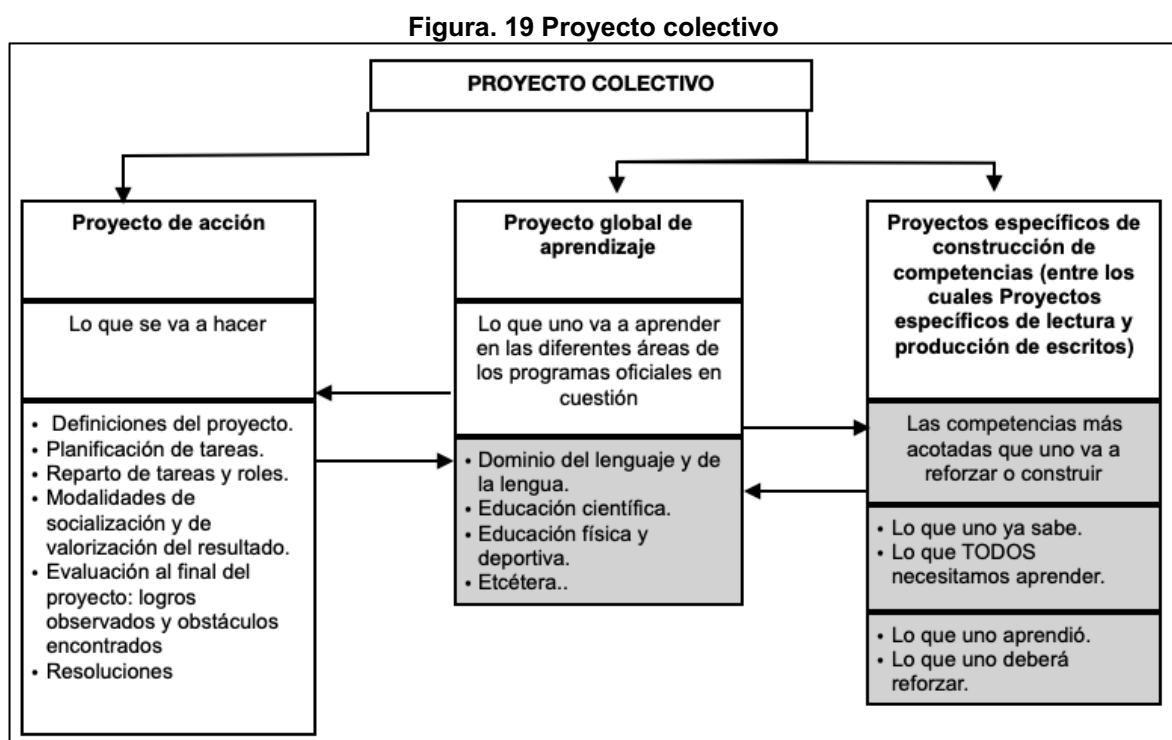 Figura. 19 Proyecto colectivo
PROYECTO COLECTIVO
Proyecto de acción
Lo que se va a hacer
• Definiciones del proyecto.
• Planificación de tareas.
• Reparto de tareas y roles.
• Modalidades de
socialización y de
valorización del resultado.
• Evaluación al final del
proyecto: logros
observados y obstáculos
encontrados
• Resoluciones
Proyecto global de
aprendizaje
Lo que uno va a aprender
en las diferentes áreas de
los programas oficiales en
cuestión
• Dominio del lenguaje y de
la lengua.
• Educación científica.
• Educación física y
deportiva.
• Etcétera..
Proyectos específicos de
construcción de
competencias (entre los
cuales Proyectos
específicos de lectura y
producción de escritos)
Las competencias más
acotadas que uno va a
reforzar o construir
• Lo que uno ya sabe.
• Lo que TODOS
necesitamos aprender.
• Lo que uno aprendió.
• Lo que uno deberá
reforzar.